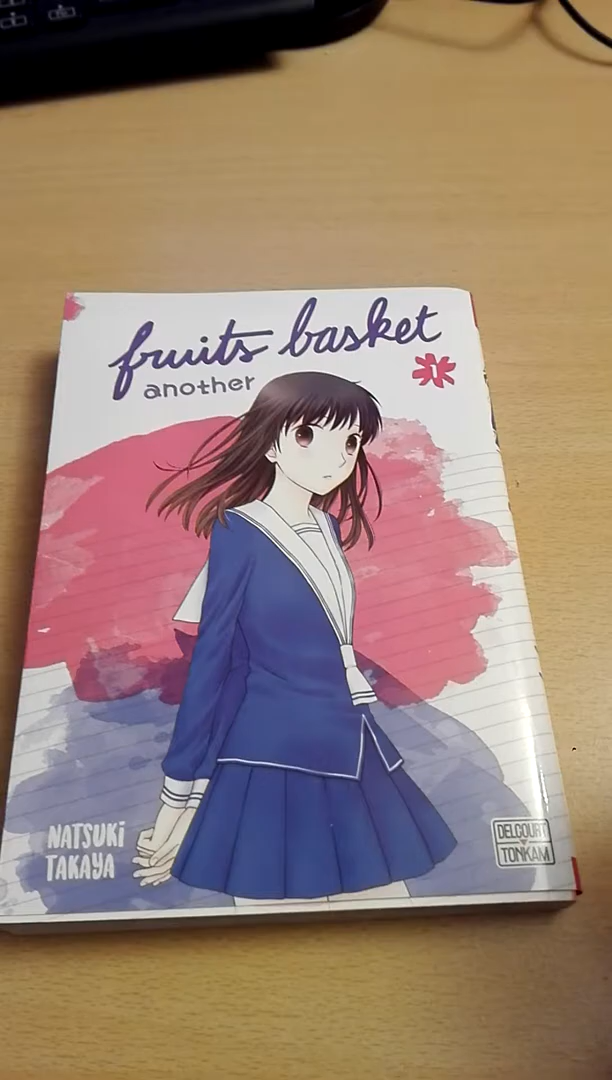 fruits basket
another
1
NATSUKi
TAKAYA
DELCOURT
TONKAM